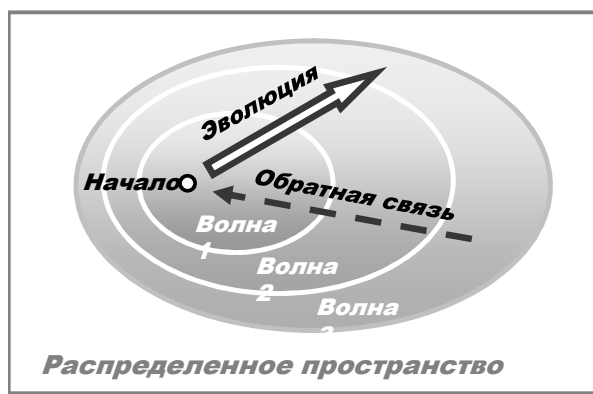 Эволюция
Начало
Обратная связь
Волна
1
Волна
2
Волна
Распределенное пространство